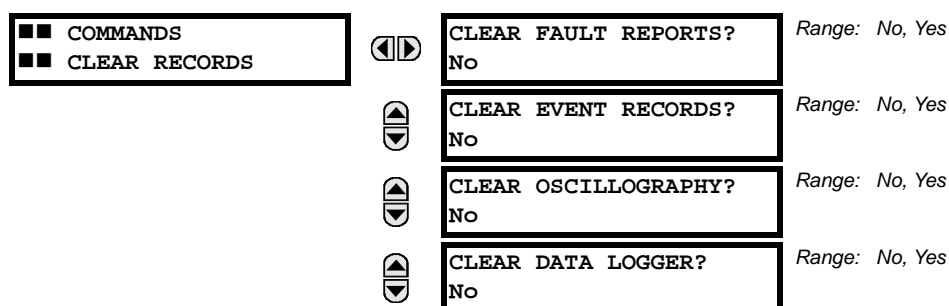 ■■ COMMANDS
■■ CLEAR RECORDS
CLEAR FAULT REPORTS?
No
Range: No, Yes
CLEAR EVENT RECORDS?
No
Range: No, Yes
CLEAR OSCILLOGRAPHY?
No
Range: No, Yes
CLEAR DATA LOGGER?
No
Range: No, Yes